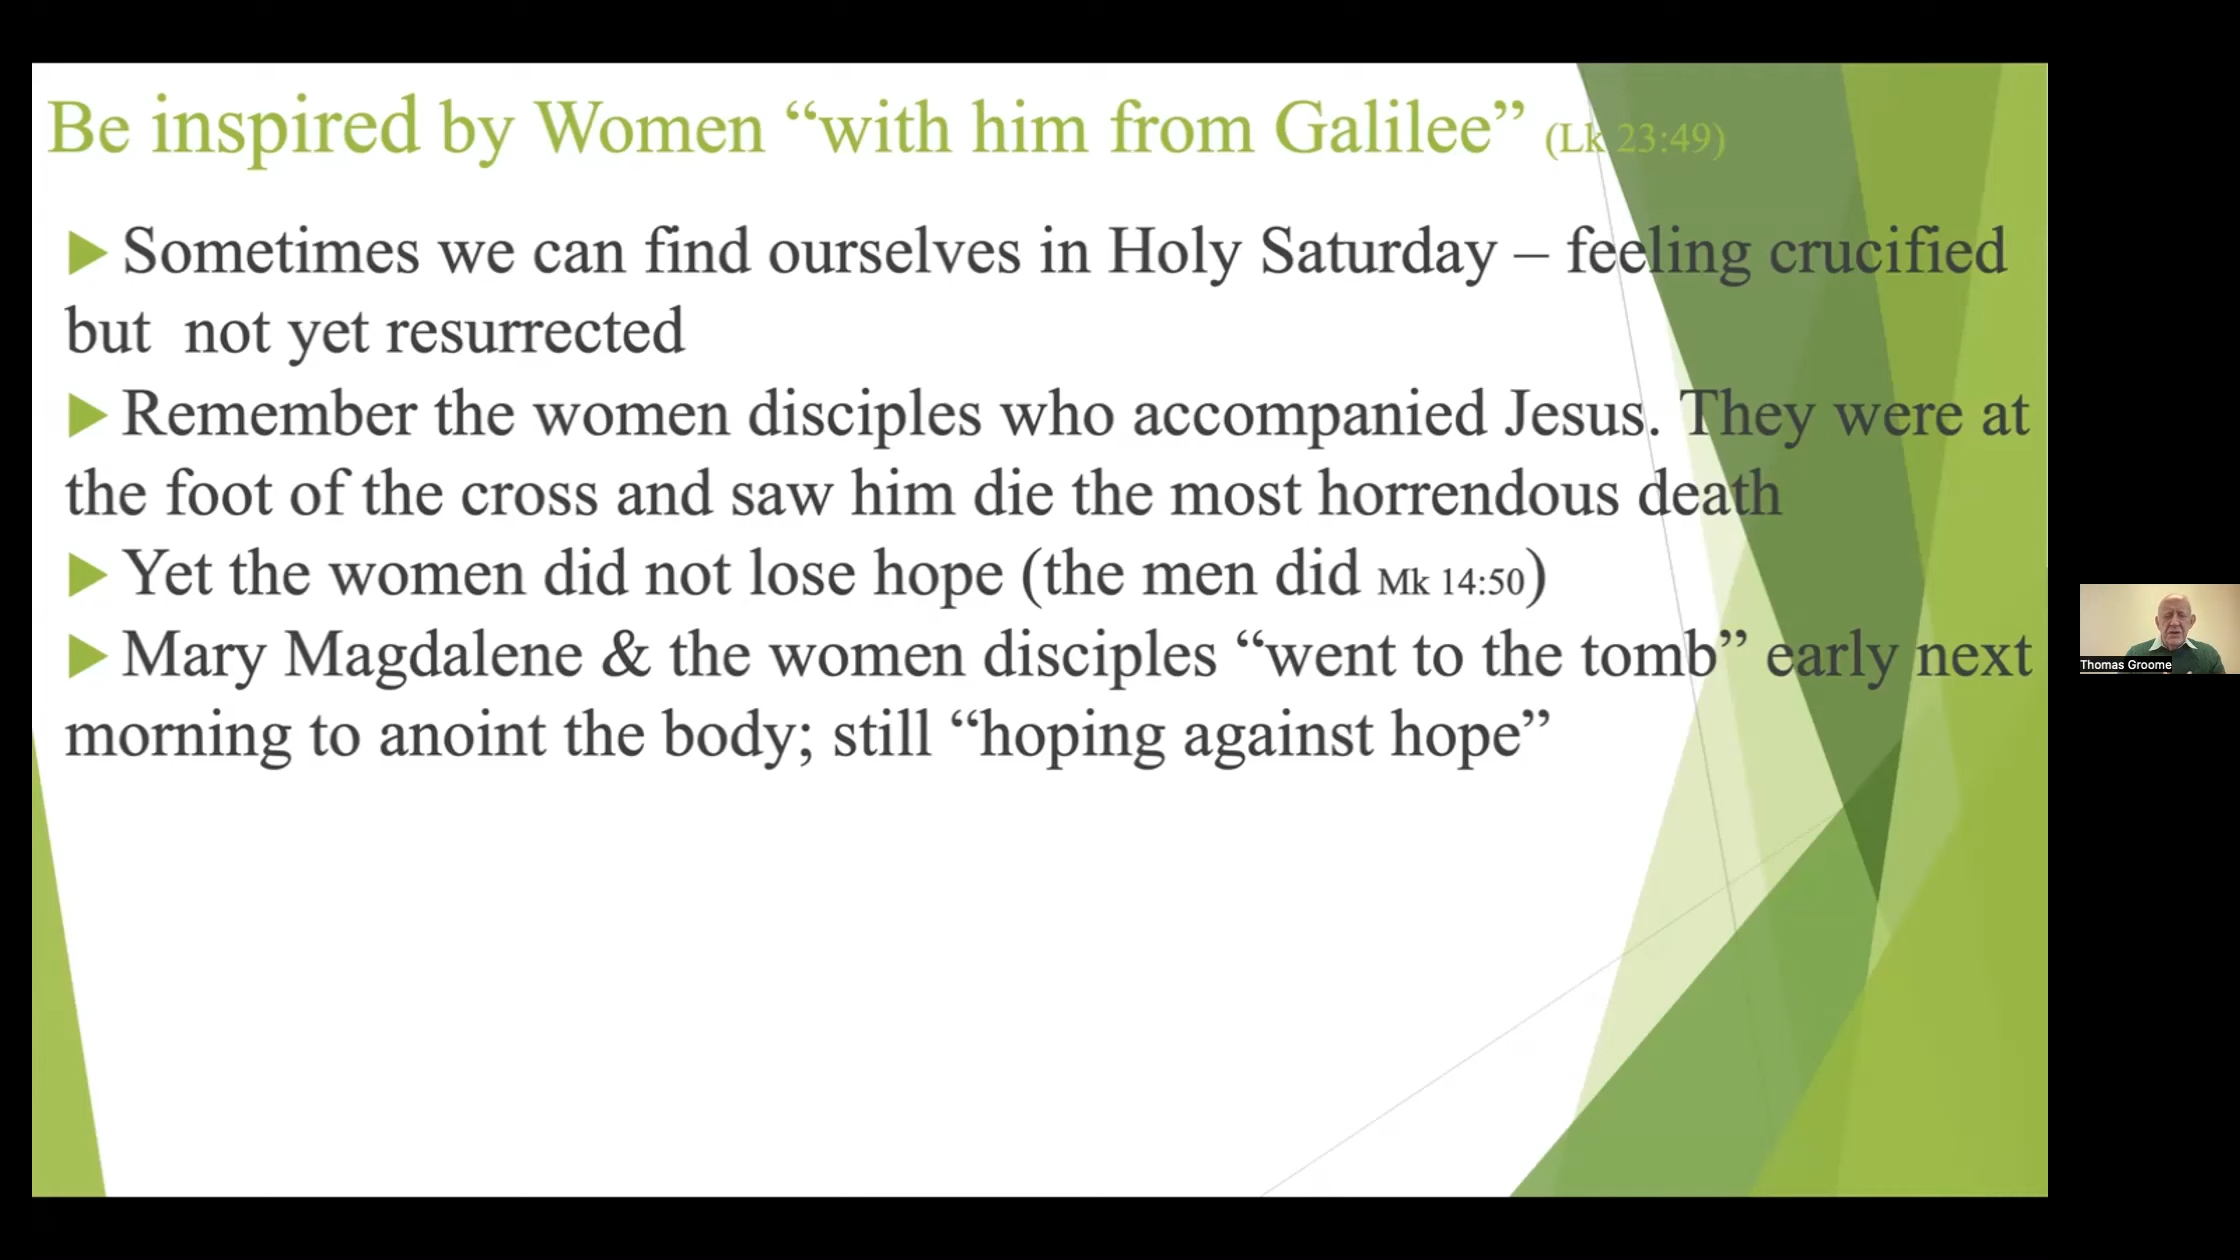 Be inspired by Women “with him from Galilee” (Lk 23:49)
Sometimes we can find ourselves in Holy Saturday – feeling crucified
but  not yet resurrected
Remember the women disciples who accompanied Jesus. They were at
the foot of the cross and saw him die the most horrendous death
Yet the women did not lose hope (the men did Mk 14:50)
Mary Magdalene & the women disciples “went to the tomb” early next
morning to anoint the body; still “hoping against hope”
Thomas Groome